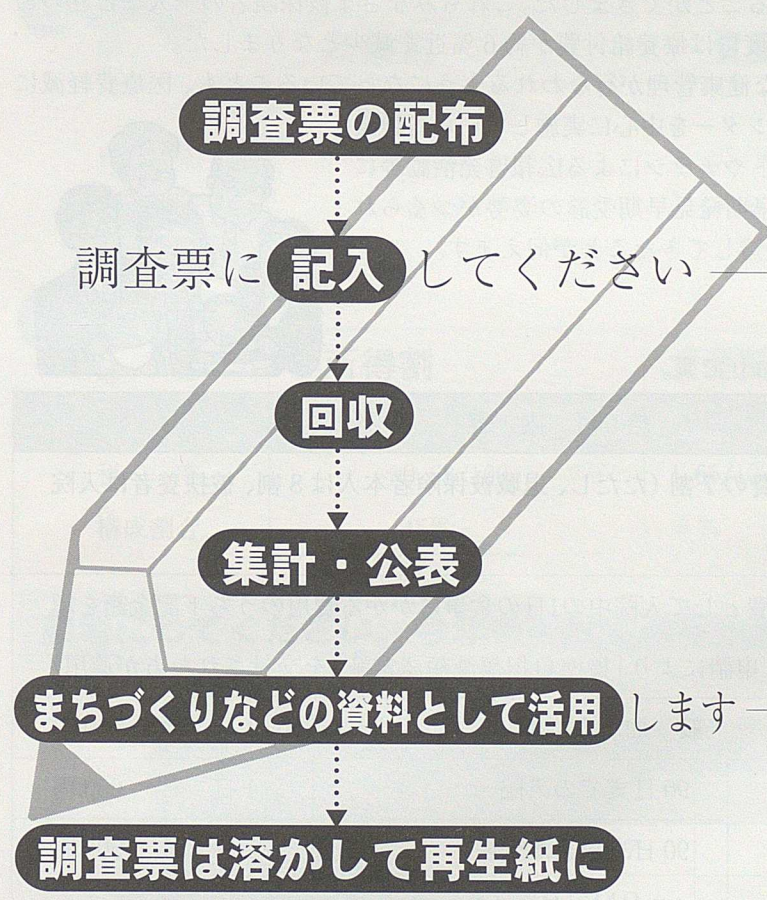 調査票の配布
調査票に記入してください
回収
集計・公表
まちづくりなどの資料として活用します
調査票は溶かして再生紙に